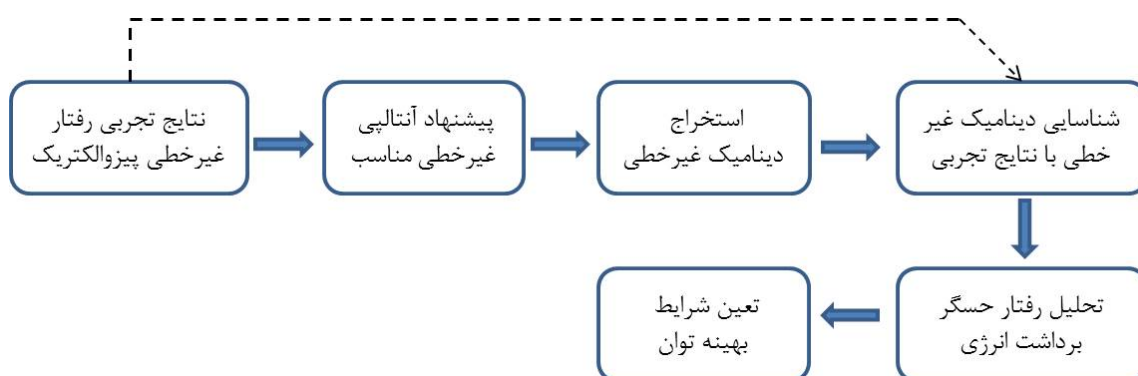 نتایج تجربی رفتار
غیرخطی پیزوالکتریک
پیشنهاد آنتالپی
غیرخطی مناسب
استخراج
دینامیک غیرخطی
شناسایی دینامیک غیر
خطی با نتایج تجربی
تحلیل رفتار حسگر
برداشت انرژی
تعین شرایط
بهینه توان